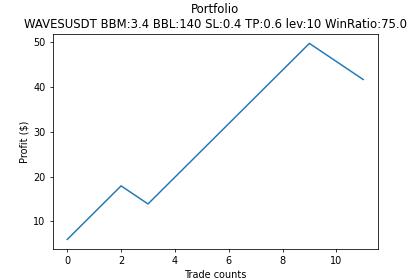 Portfolio
WAVESUSDT BBM:3.4 BBL:140 SL:0.4 TP:0.6 lev:10 WinRatio:75.0
50
40
30
20
10
Profit ($)
0 2 4 6 8 10
Trade counts